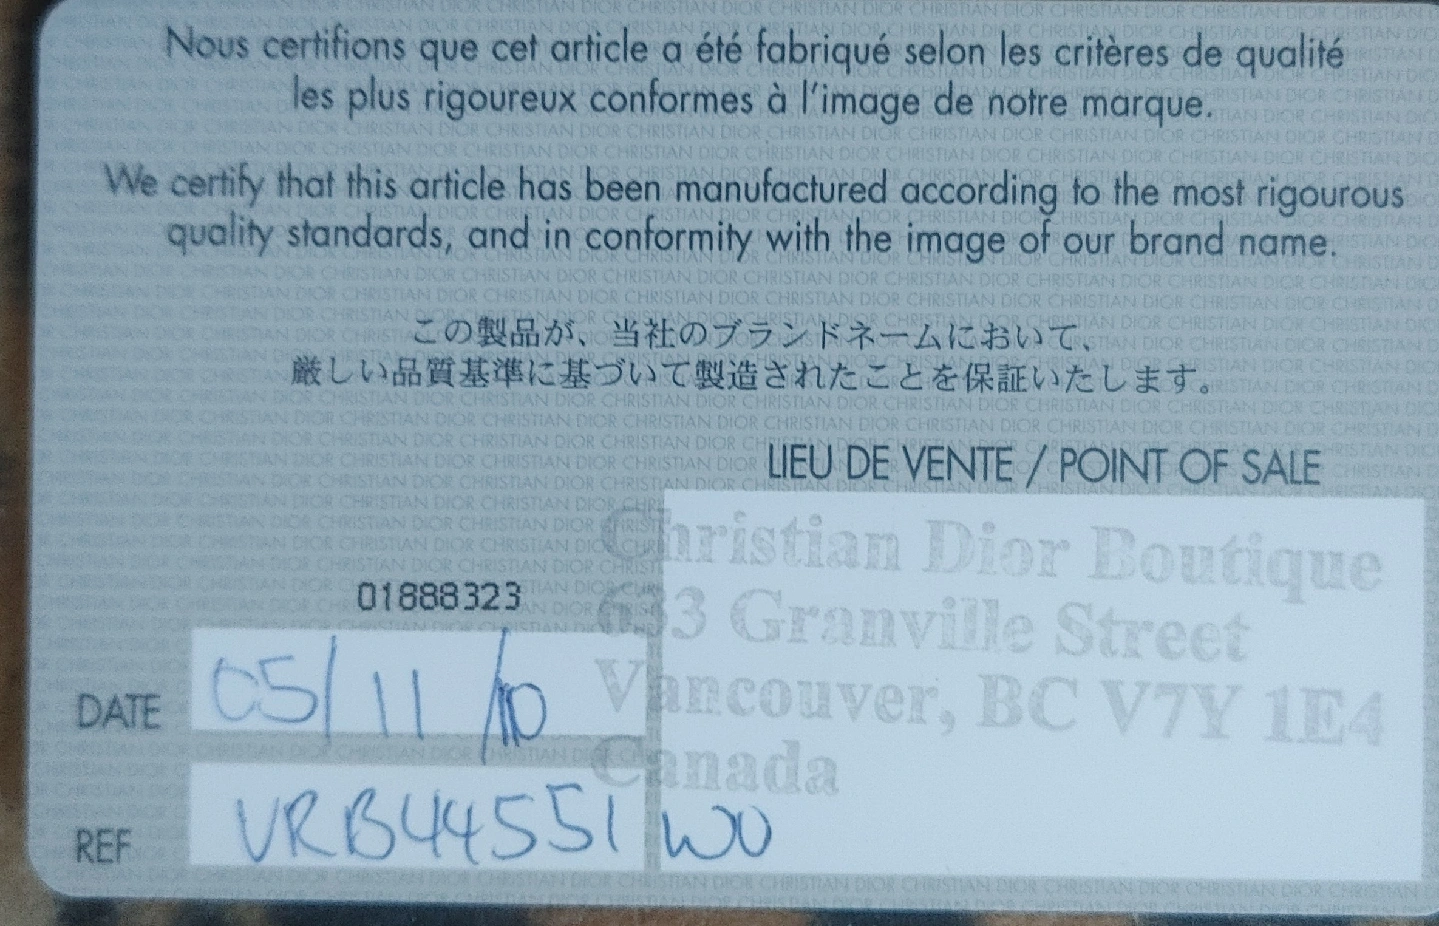 Nous certifions que cet article a été fabriqué selon les critères de qualité
les plus rigoureux conformes à l'image de notre marque.
We certify that this article has been manufactured according to the most rigourous
quality standards, and in conformity with the image of our brand name.
この製品が、当社のブランドネームにおいて、
厳しい品質基準に基づいて製造されたことを保証いたします。
LIEU DE VENTE / POINT OF SALE
Christian Dior Boutique
Granville Street
Vancouver, BC V7Y 1E4
Canada
01888323
DATE 05/11/10
REF VRB44551 WU